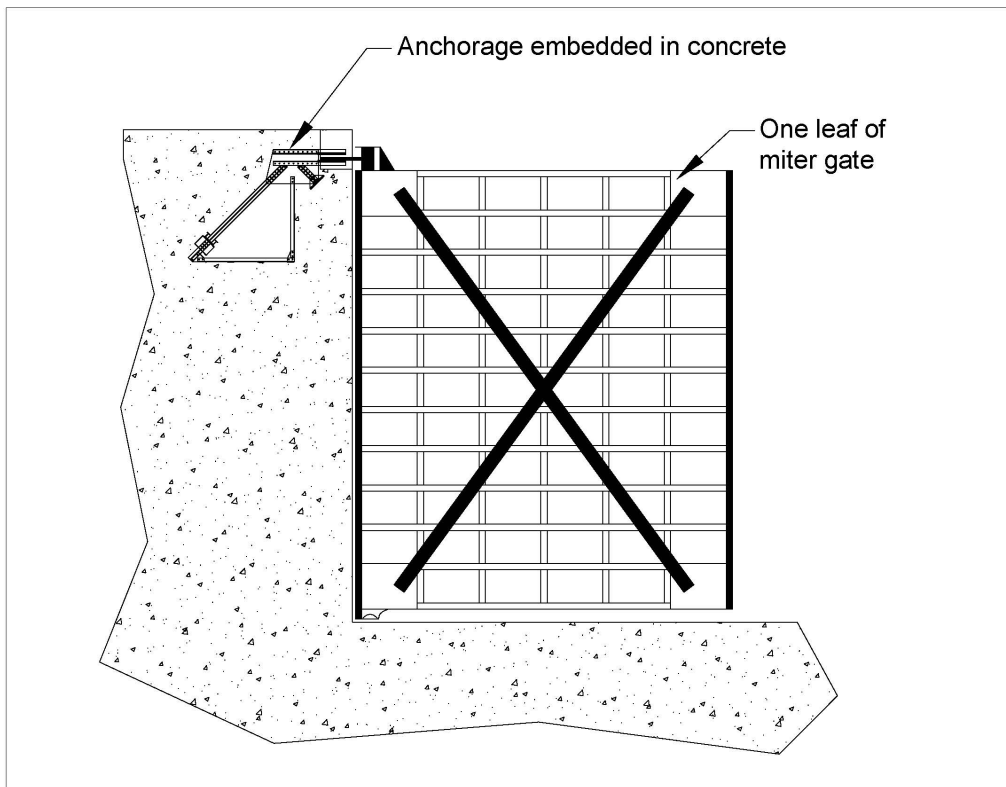 Anchorage embedded in concrete
One leaf of
miter gate